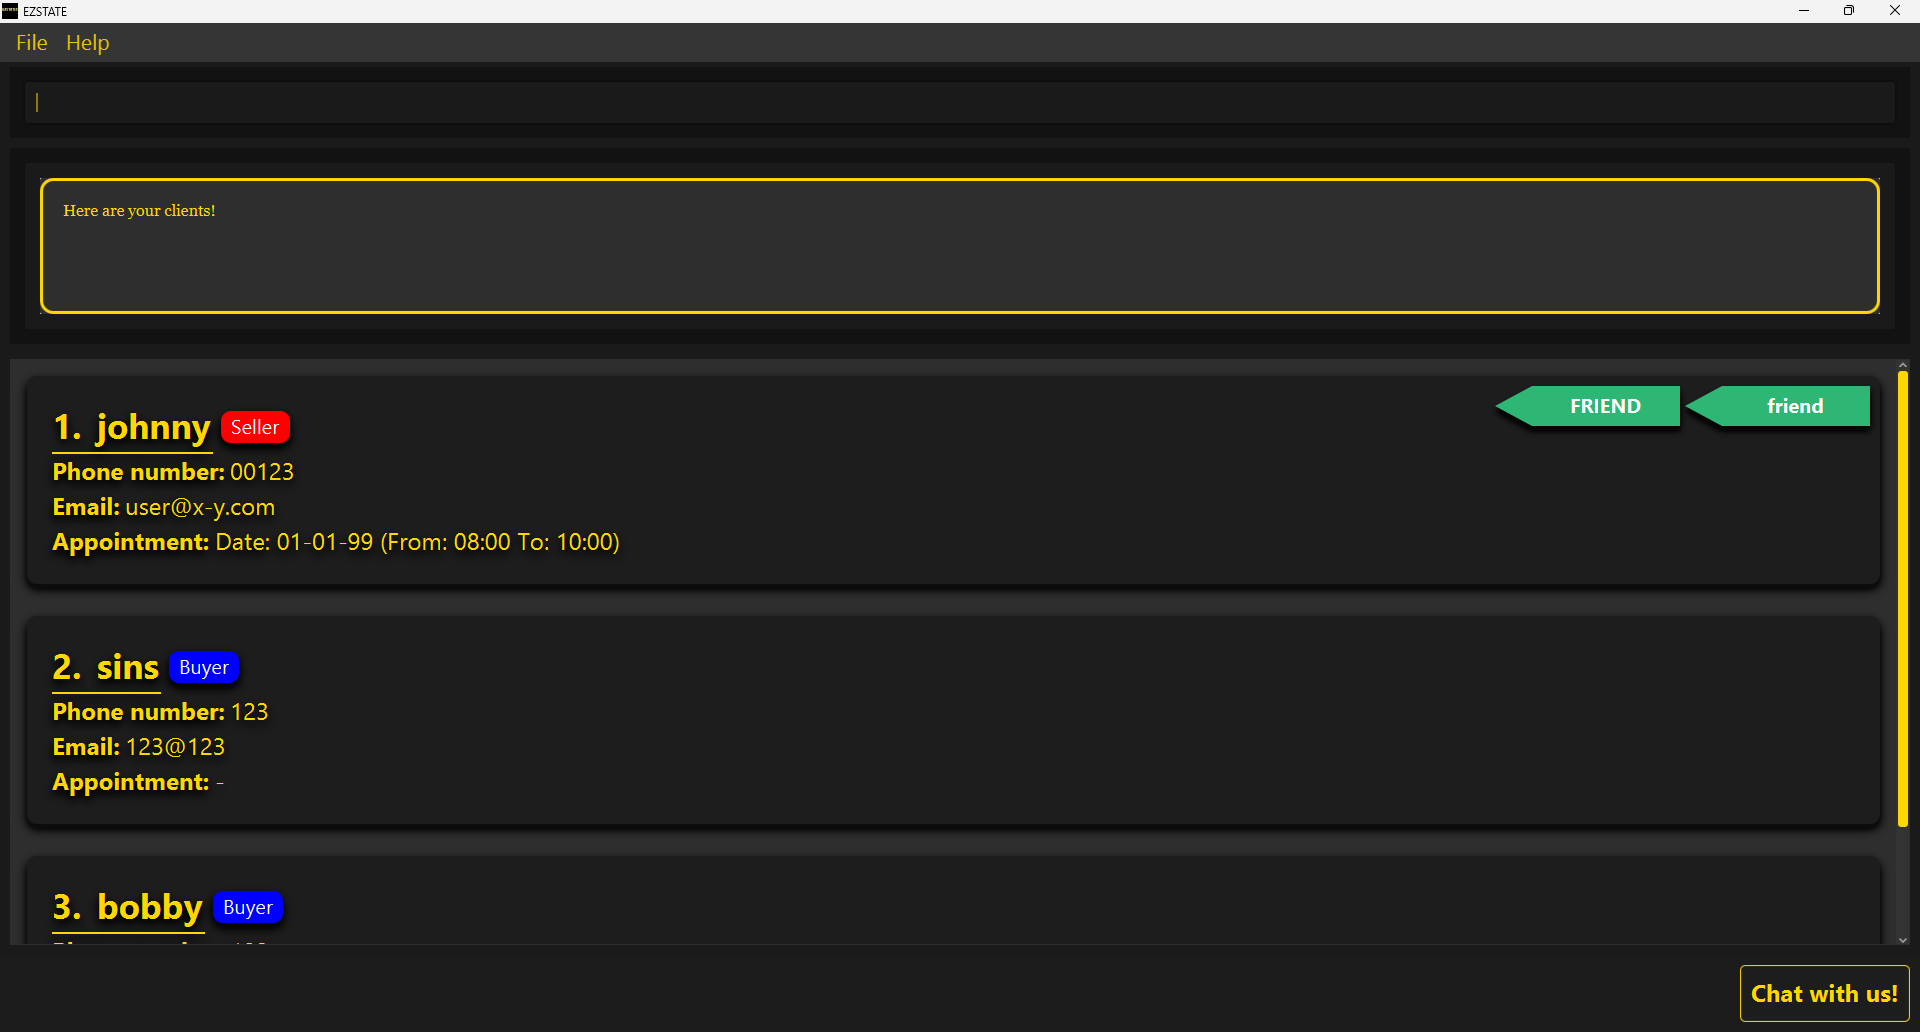 EZSTATE
File Help
Here are your clients!
1. johnny Seller
FRIEND friend
Phone number: 00123
Email: user@x-y.com
Appointment: Date: 01-01-99 (From: 08:00 To: 10:00)
2. sins Buyer
Phone number: 123
Email: 123@123
Appointment: -
3. bobby Buyer
Chat with us!